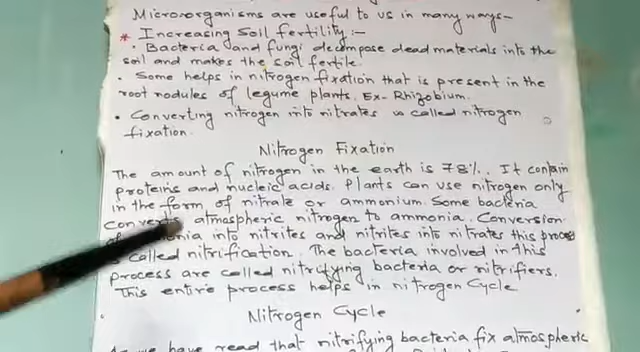 Microorganisms are useful to us in many ways-
* Increasing Soil fertility :-
· Bacteria and fungi decompose dead materials into the
soil and makes the soil fertile.
· Some helps in nitrogen fixation that is present in the
root nodules of legume plants. Ex- Rhizobium.
· Converting nitrogen into nitrates is called nitrogen
fixation.
Nitrogen Fixation
The amount of nitrogen in the earth is 78%. It contain
proteins and nucleic acids. Plants can use nitrogen only
in the form of nitrate or ammonium. Some bacteria
converts atmospheric nitrogen to ammonia. Conversion
into nitrites and nitrites into nitrates this process
is called nitrification. The bacteria involved in this
process are called nitrifying bacteria or nitrifiers.
This entire process helps in nitrogen cycle
Nitrogen Cycle
we have read that nitrifying bacteria fix atmospheric